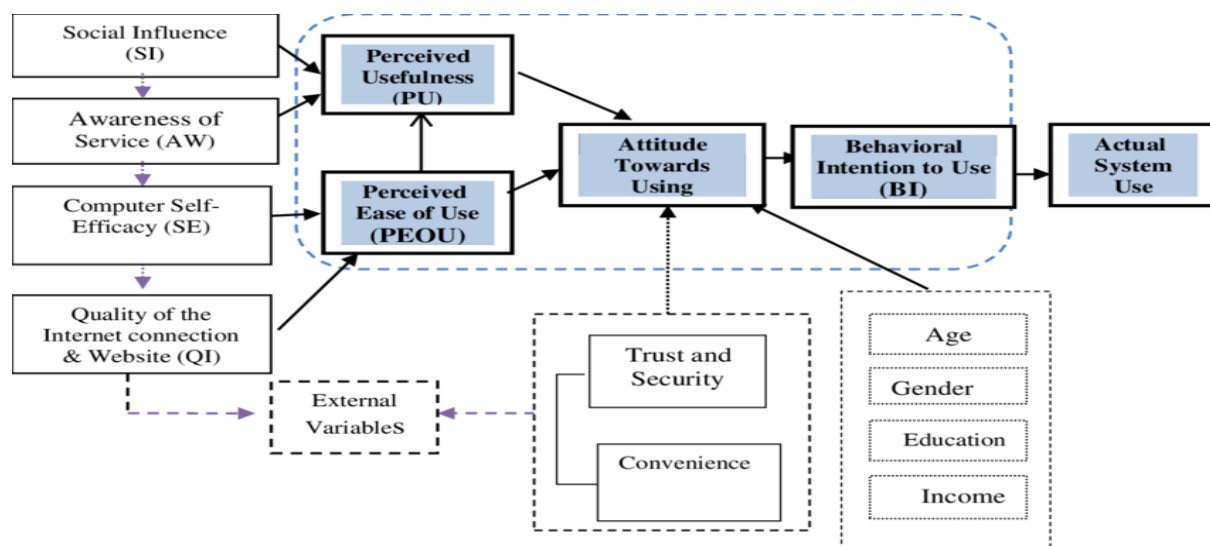 Social Influence
(SI)
Awareness of
Service (AW)
Computer Self-
Efficacy (SE)
Quality of the
Internet connection
& Website (QI)
External
VariableS
Perceived
Usefulness
(PU)
Perceived
Ease of Use
(PEOU)
Attitude
Towards
Using
Behavioral
Intention to Use
(BI)
Actual
System
Use
Trust and
Security
Convenience
Age
Gender
Education
Income